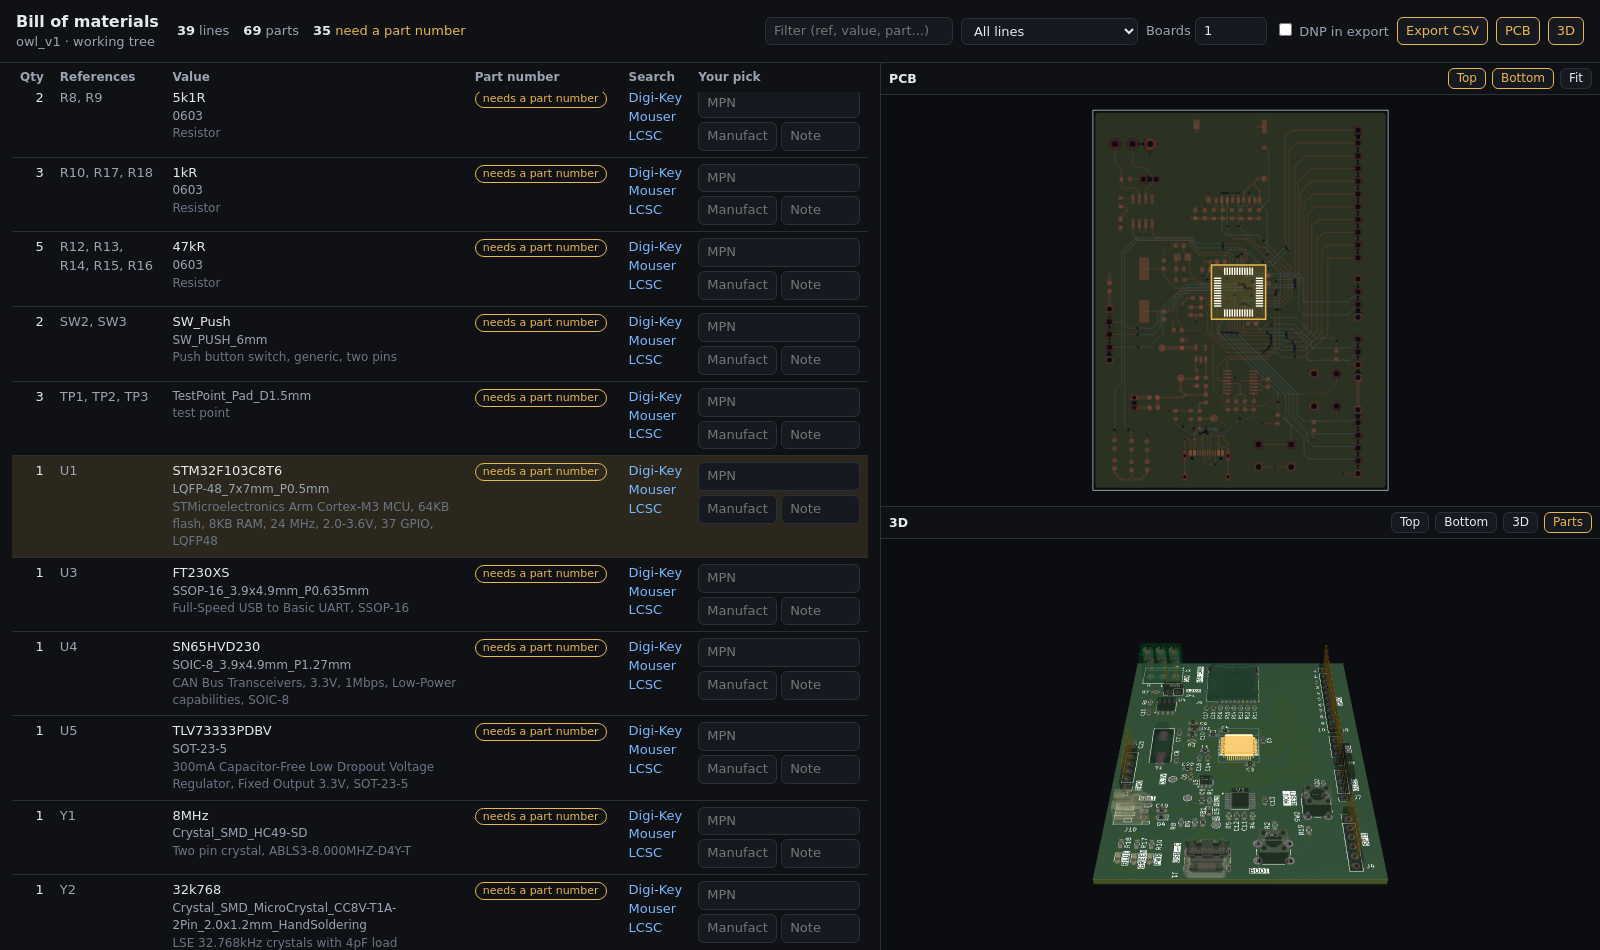 Bill of materials
owl_v1 · working tree
39 lines 69 parts 35 need a part number
Filter (ref, value, part...)
All lines
Boards 1
DNP in export
Export CSV
PCB
3D
Qty References Value Part number Search Your pick
2 R8, R9 5k1R needs a part number Digi-Key MPN
0603 Mouser
Resistor LCSC Manufact Note
3 R10, R17, R18 1kR needs a part number Digi-Key MPN
0603 Mouser
Resistor LCSC Manufact Note
5 R12, R13, 47kR needs a part number Digi-Key MPN
R14, R15, R16 0603 Mouser
Resistor LCSC Manufact Note
2 SW2, SW3 SW_Push needs a part number Digi-Key MPN
SW_PUSH_6mm Mouser
Push button switch, generic, two pins LCSC Manufact Note
3 TP1, TP2, TP3 TestPoint_Pad_D1.5mm needs a part number Digi-Key MPN
test point Mouser
LCSC Manufact Note
1 U1 STM32F103C8T6 needs a part number Digi-Key MPN
LQFP-48_7x7mm_P0.5mm Mouser
STMicroelectronics Arm Cortex-M3 MCU, 64KB LCSC Manufact Note
flash, 8KB RAM, 24 MHz, 2.0-3.6V, 37 GPIO,
LQFP48
1 U3 FT230XS needs a part number Digi-Key MPN
SSOP-16_3.9x4.9mm_P0.635mm Mouser
Full-Speed USB to Basic UART, SSOP-16 LCSC Manufact Note
1 U4 SN65HVD230 needs a part number Digi-Key MPN
SOIC-8_3.9x4.9mm_P1.27mm Mouser
CAN Bus Transceivers, 3.3V, 1Mbps, Low-Power LCSC Manufact Note
capabilities, SOIC-8
1 U5 TLV73333PDBV needs a part number Digi-Key MPN
SOT-23-5 Mouser
300mA Capacitor-Free Low Dropout Voltage LCSC Manufact Note
Regulator, Fixed Output 3.3V, SOT-23-5
1 Y1 8MHz needs a part number Digi-Key MPN
Crystal_SMD_HC49-SD Mouser
Two pin crystal, ABLS3-8.000MHZ-D4Y-T LCSC Manufact Note
1 Y2 32k768 needs a part number Digi-Key MPN
Crystal_SMD_MicroCrystal_CC8V-T1A- Mouser
2Pin_2.0x1.2mm_HandSoldering LCSC Manufact Note
LSE 32.768kHz crystals with 4pF load
PCB Top Bottom Fit
3D Top Bottom 3D Parts
BOOT